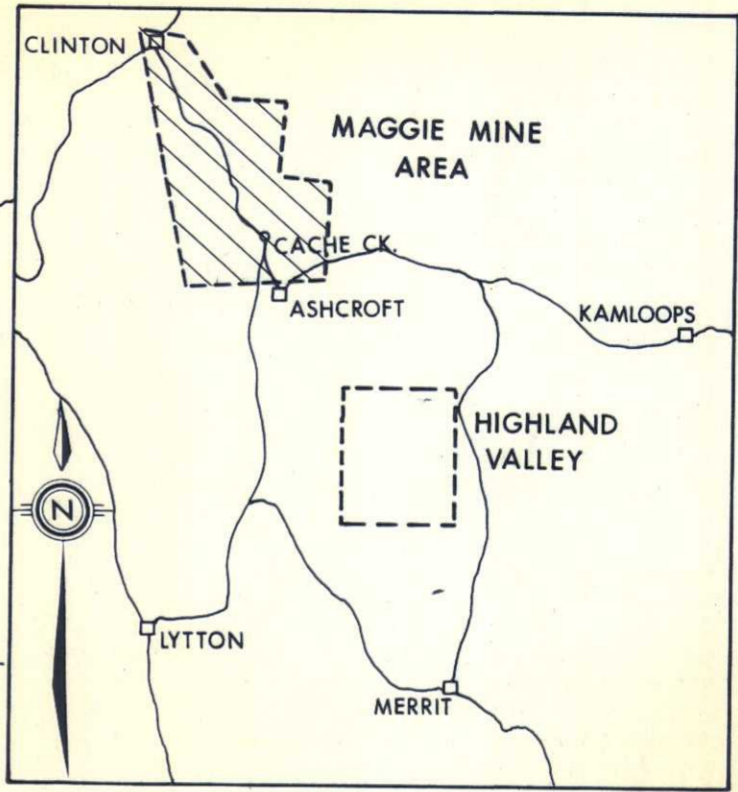 CLINTON
MAGGIE MINE
AREA
CACHE CK.
ASHCROFT
KAMLOOPS
HIGHLAND
VALLEY
N
LYTTON
MERRIT